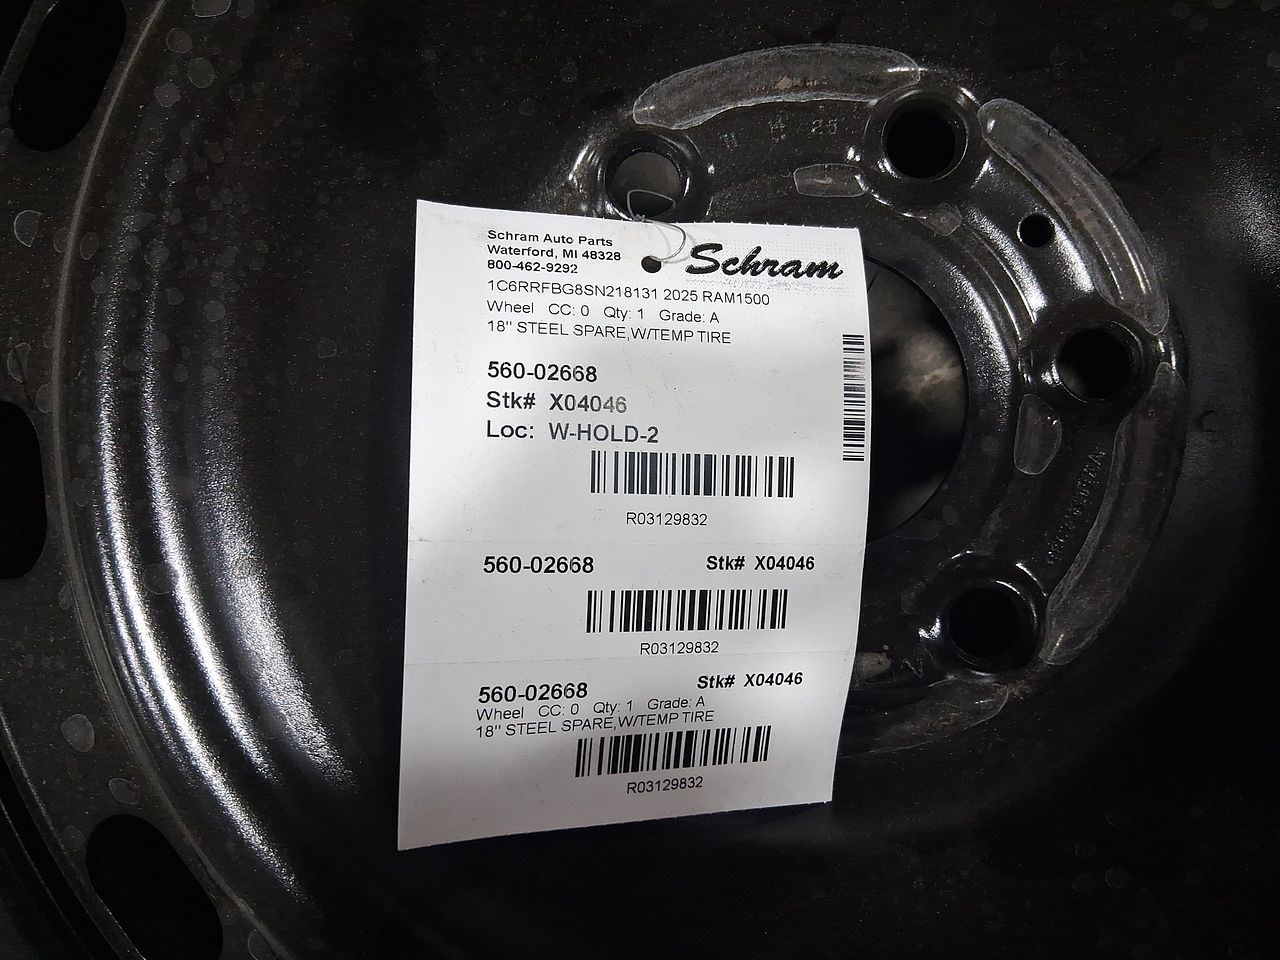 Schram Auto Parts
Waterford, MI 48328
800-462-9292
Schram
1C6RRFBG8SN218131 2025 RAM1500
Wheel CC: 0 Qty: 1 Grade: A
18" STEEL SPARE,W/TEMP TIRE
560-02668
Stk# X04046
Loc: W-HOLD-2
R03129832
560-02668 Stk# X04046
R03129832
560-02668 Stk# X04046
Wheel CC: 0 Qty: 1 Grade: A
18" STEEL SPARE,W/TEMP TIRE
R03129832